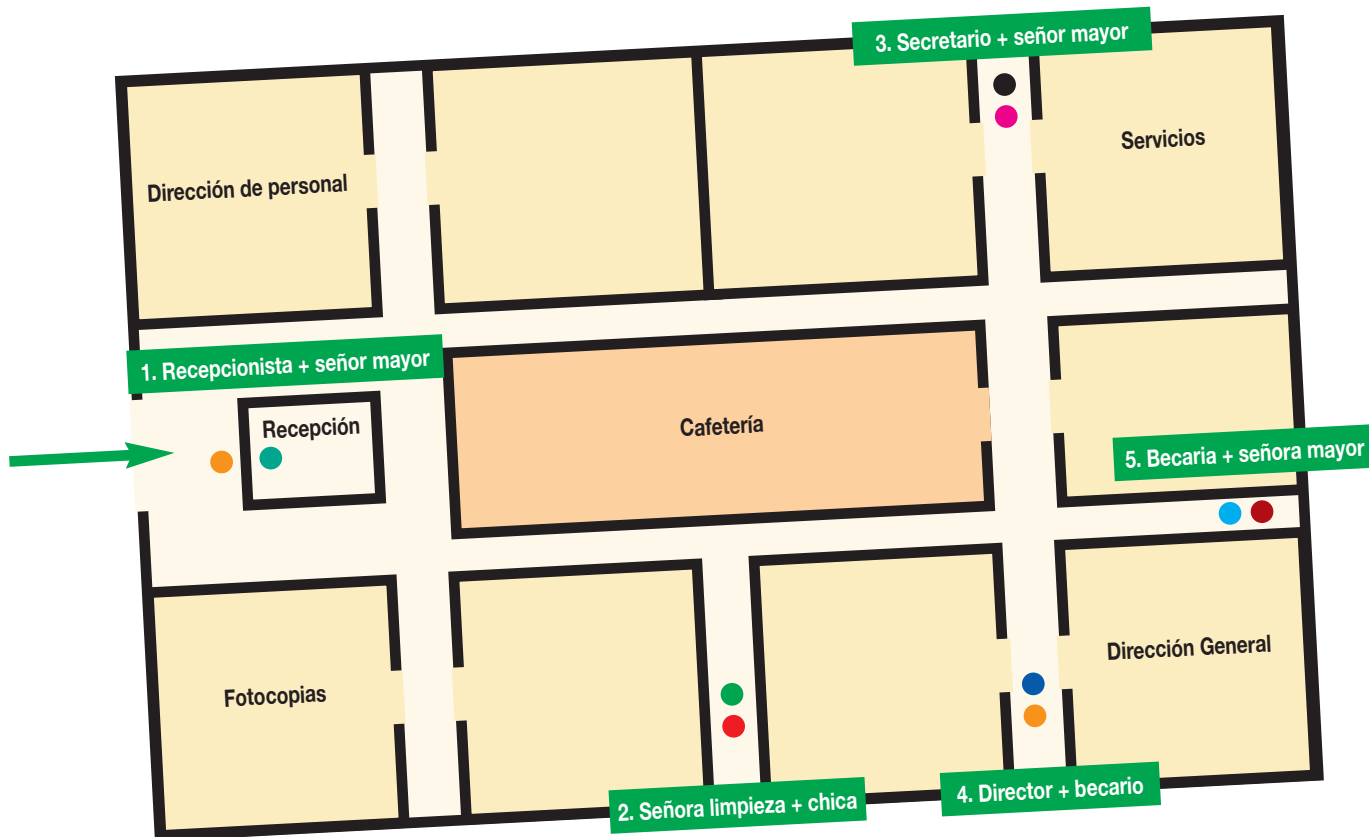 3. Secretario + señor mayor
Servicios
Dirección de personal
1. Recepcionista + señor mayor
Recepción
Cafetería
5. Becaria + señora mayor
Dirección General
Fotocopias
4. Director + becario
2. Señora limpieza + chica